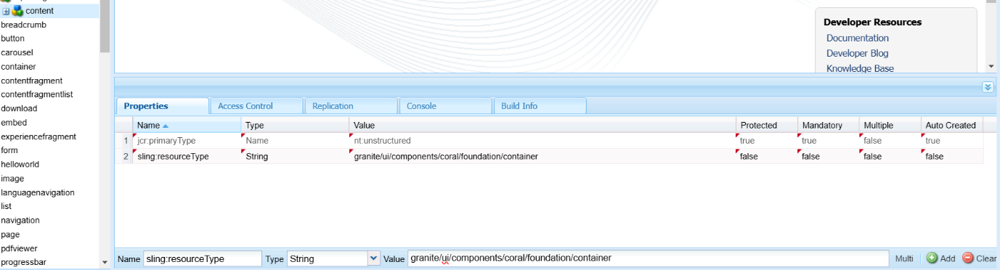 content
breadcrumb
button
carousel
container
contentfragment
contentfragmentlist
download
embed
experiencefragment
form
helloworld
image
languagenavigation
list
navigation
page
pdfviewer
progressbar
Developer Resources
Documentation
Developer Blog
Knowledge Base
Properties Access Control Replication Console Build Info
Name Type Value Protected Mandatory Multiple Auto Created
1 jcr:primaryType Name nt:unstructured true true false true
2 sling:resourceType String granite/ui/components/coral/foundation/container false false false false
Name sling:resourceType Type String Value granite/ui/components/coral/foundation/container Multi Add Clear